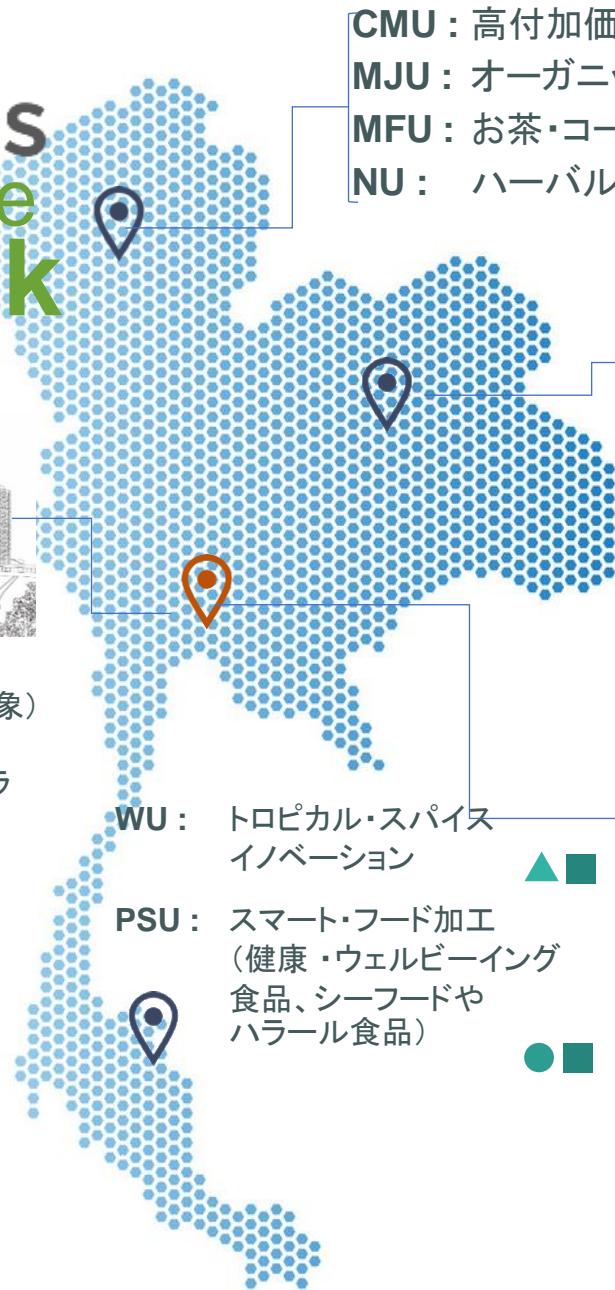 CMU : 高付加価
MJU : オーガニッ
MFU : お茶・コー
NU : ハーバル
s
e
k
象）
ラ
WU : トロピカル・スパイス
イノベーション
PSU : スマート・フード加工
（健康 ・ウェルビーイング
食品、シーフードや
ハラール食品）